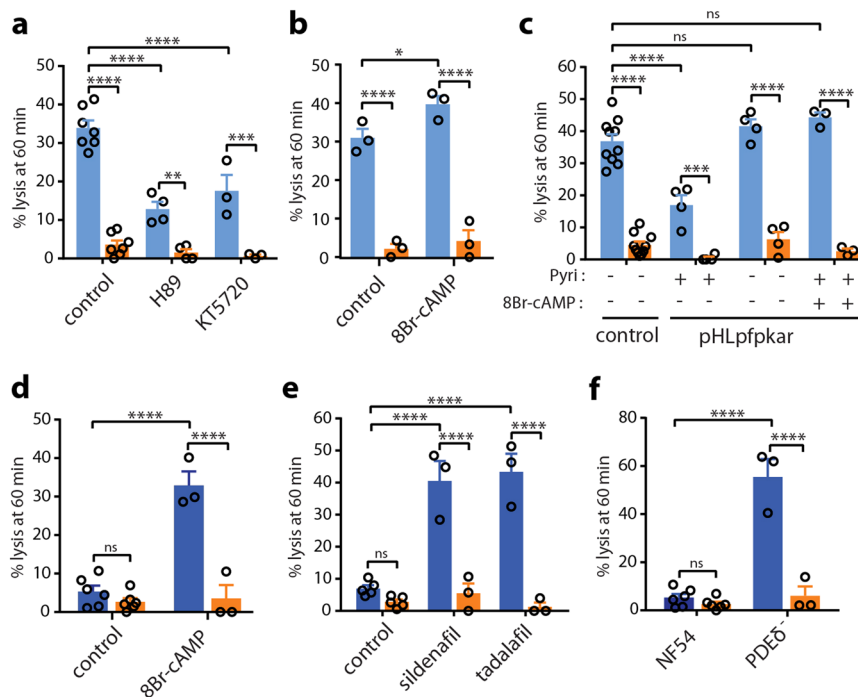 a
****
****
****
**
***
% lysis at 60 min
50
40
30
20
10
0
control
H89
KT5720
b
*
****
****
% lysis at 60 min
50
40
30
20
10
0
control
8Br-cAMP
c
ns
ns
****
****
***
****
****
% lysis at 60 min
60
50
40
30
20
10
0
Pyri : - - + + - - + +
8Br-cAMP : - - - - - - + +
control
pHLpfpkar
d
****
****
ns
% lysis at 60 min
50
40
30
20
10
0
control
8Br-cAMP
e
****
****
****
****
ns
% lysis at 60 min
60
50
40
30
20
10
0
control
sildenafil
tadalafil
f
****
****
ns
% lysis at 60 min
80
60
40
20
0
NF54
PDEδ⁻